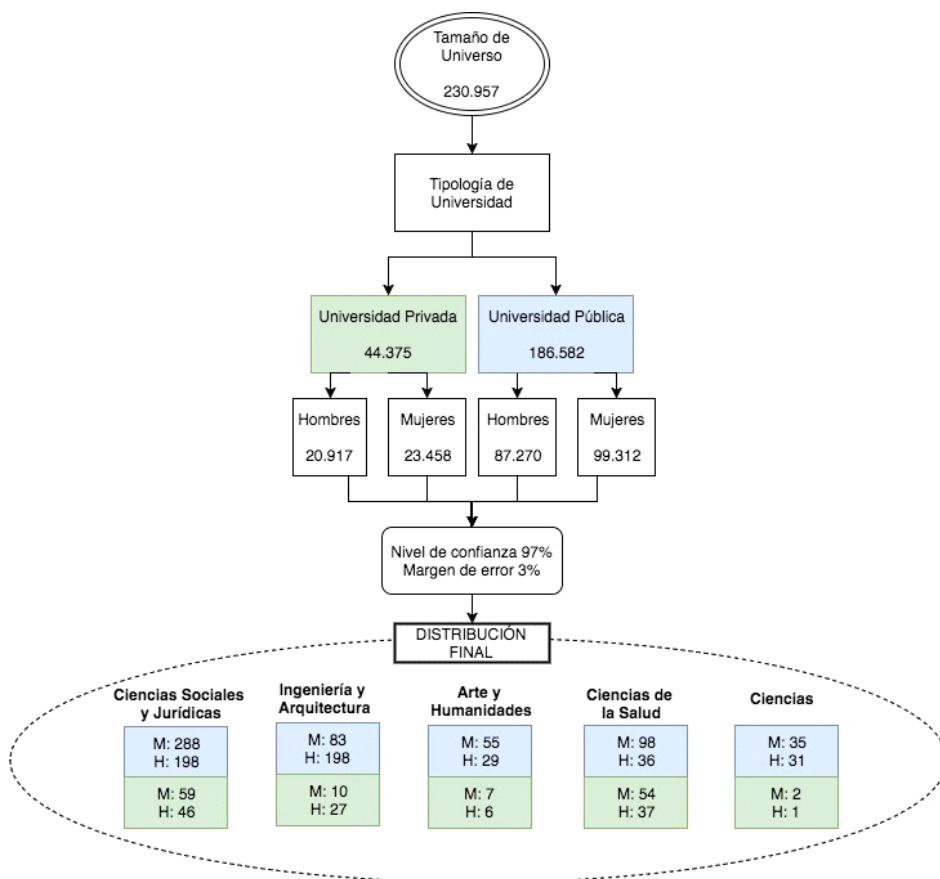 Tamaño de
Universo
230.957
Tipología de
Universidad
Universidad Privada
44.375
Universidad Pública
186.582
Hombres
20.917
Mujeres
23.458
Hombres
87.270
Mujeres
99.312
Nivel de confianza 97%
Margen de error 3%
DISTRIBUCIÓN
FINAL
Ciencias Sociales
y Jurídicas
M: 288
H: 198
M: 59
H: 46
Ingeniería y
Arquitectura
M: 83
H: 198
M: 10
H: 27
Arte y
Humanidades
M: 55
H: 29
M: 7
H: 6
Ciencias de
la Salud
M: 98
H: 36
M: 54
H: 37
Ciencias
M: 35
H: 31
M: 2
H: 1